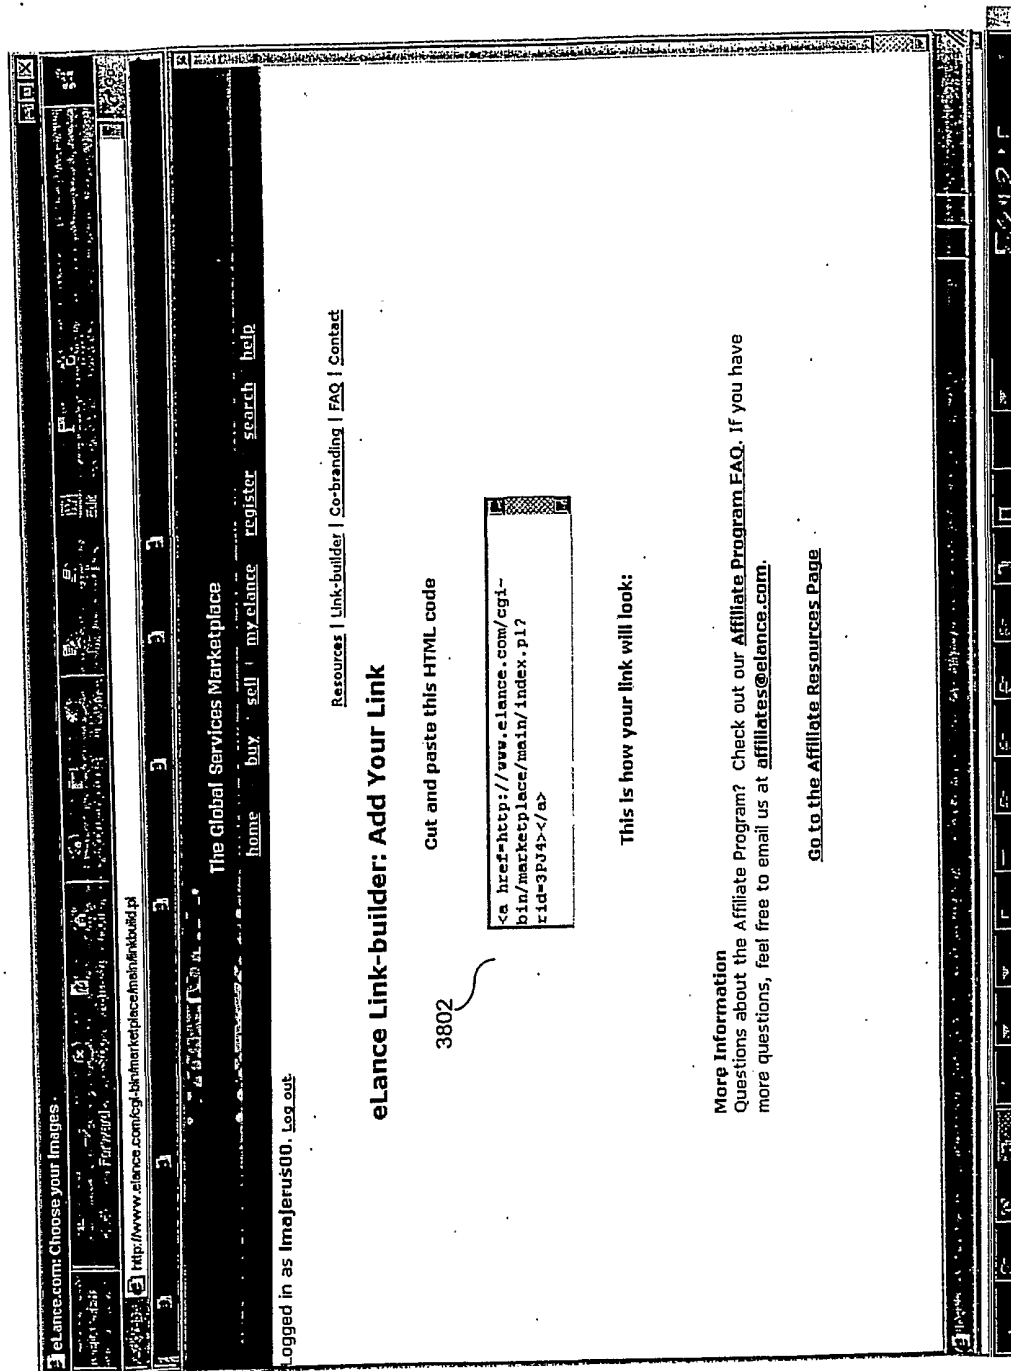 eLance.com: Choose your Images -
http://www.elance.com/cgi-bin/marketplace/main/linkbuild.pl
The Global Services Marketplace
home buy sell my elance register search help
Logged in as lmajerus00. Log out.
Resources | Link-builder | Co-branding | FAQ | Contact
eLance Link-builder: Add Your Link
Cut and paste this HTML code
3802
<a href=http://www.elance.com/cgi-
bin/marketplace/main/index.pl?
rid=3PJ4></a>
This is how your link will look:
More Information
Questions about the Affiliate Program? Check out our Affiliate Program FAQ. If you have
more questions, feel free to email us at affiliates@elance.com.
Go to the Affiliate Resources Page